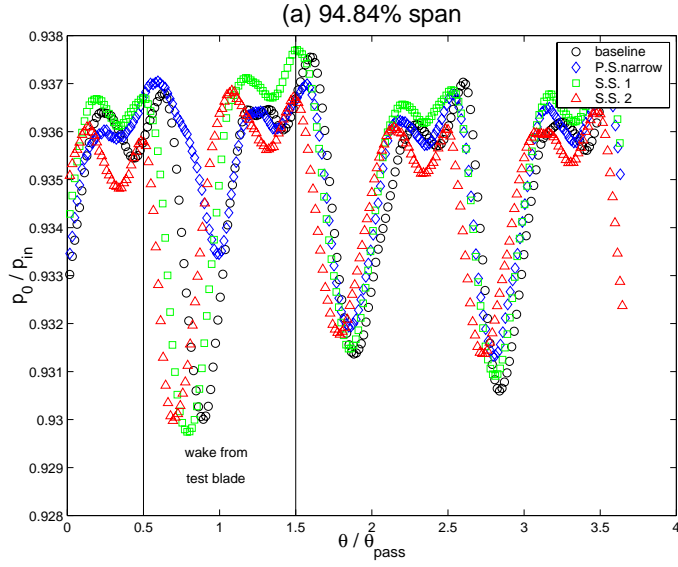 (a) 94.84% span
0.938
0.937
0.936
0.935
0.934
0.933
0.932
0.931
0.93
0.929
0.928
p0 / pin
baseline
P.S.narrow
S.S. 1
S.S. 2
wake from
test blade
0
0.5
1
1.5
2
2.5
3
3.5
4
θ / θpass